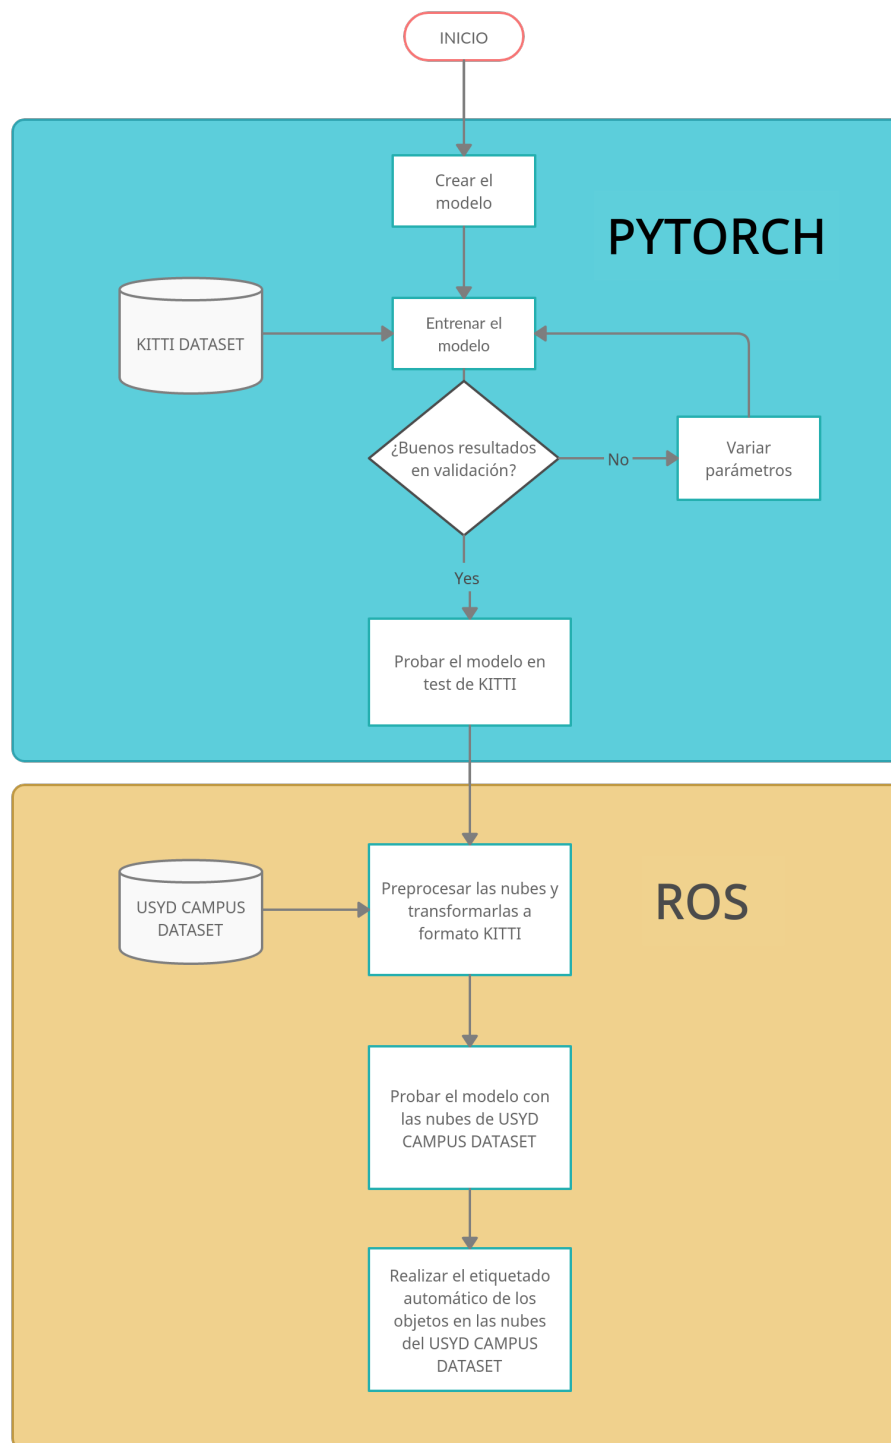 INICIO
Crear el
modelo
PYTORCH
KITTI DATASET
Entrenar el
modelo
¿Buenos resultados
en validación?
No
Variar
parámetros
Yes
Probar el modelo en
test de KITTI
USYD CAMPUS
DATASET
Preprocesar las nubes y
transformarlas a
formato KITTI
ROS
Probar el modelo con
las nubes de USYD
CAMPUS DATASET
Realizar el etiquetado
automático de los
objetos en las nubes
del USYD CAMPUS
DATASET